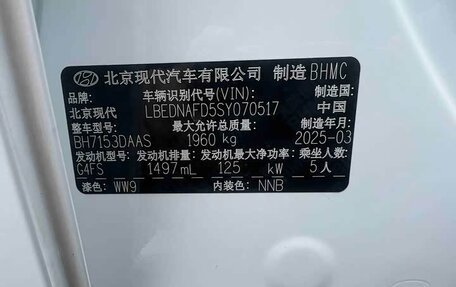 北京现代汽车有限公司 制造 BHMC
品牌: 车辆识别代号(VIN): 制造国:
北京现代 LBEDNAFD5SY070517 中国
整车型号: 最大允许总质量: 制造年月:
BH7153DAAS 1960 kg 2025-03
发动机型号: 发动机排量: 发动机最大净功率: 乘坐人数:
G4FS 1497mL 125 kW 5人
漆色: WW9 内装色: NNB